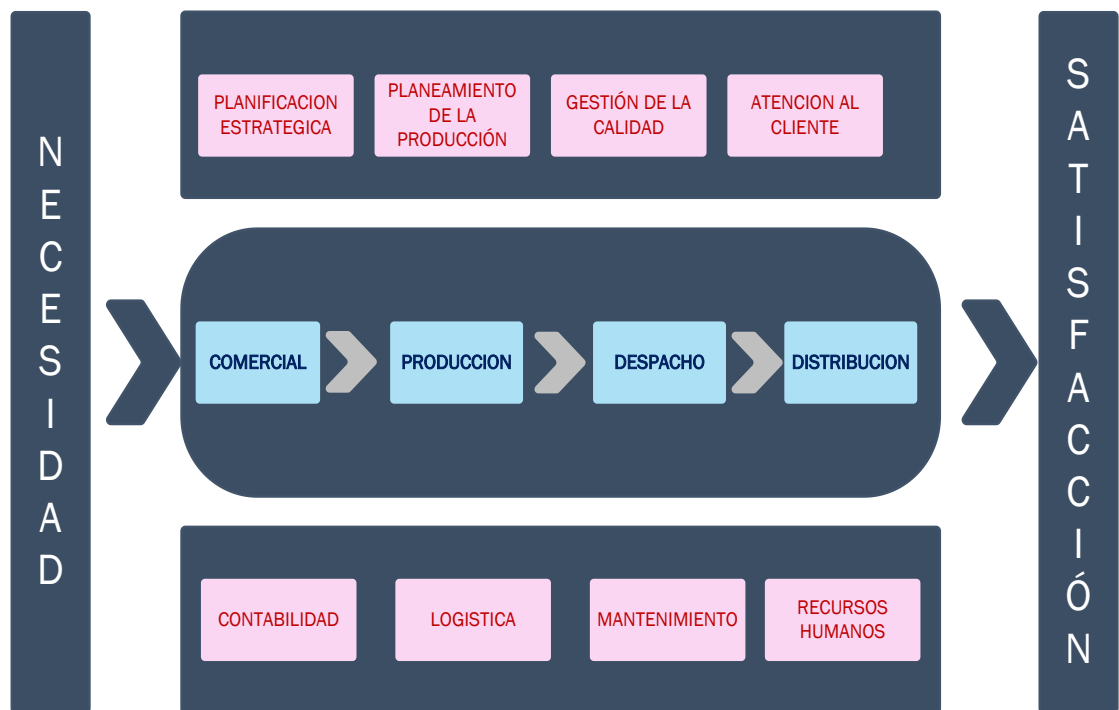 NECESIDAD
PLANIFICACION
ESTRATEGICA
PLANEAMIENTO
DE LA
PRODUCCIÓN
GESTIÓN DE LA
CALIDAD
ATENCION AL
CLIENTE
COMERCIAL
PRODUCCION
DESPACHO
DISTRIBUCION
CONTABILIDAD
LOGISTICA
MANTENIMIENTO
RECURSOS
HUMANOS
SATISFACCIÓN